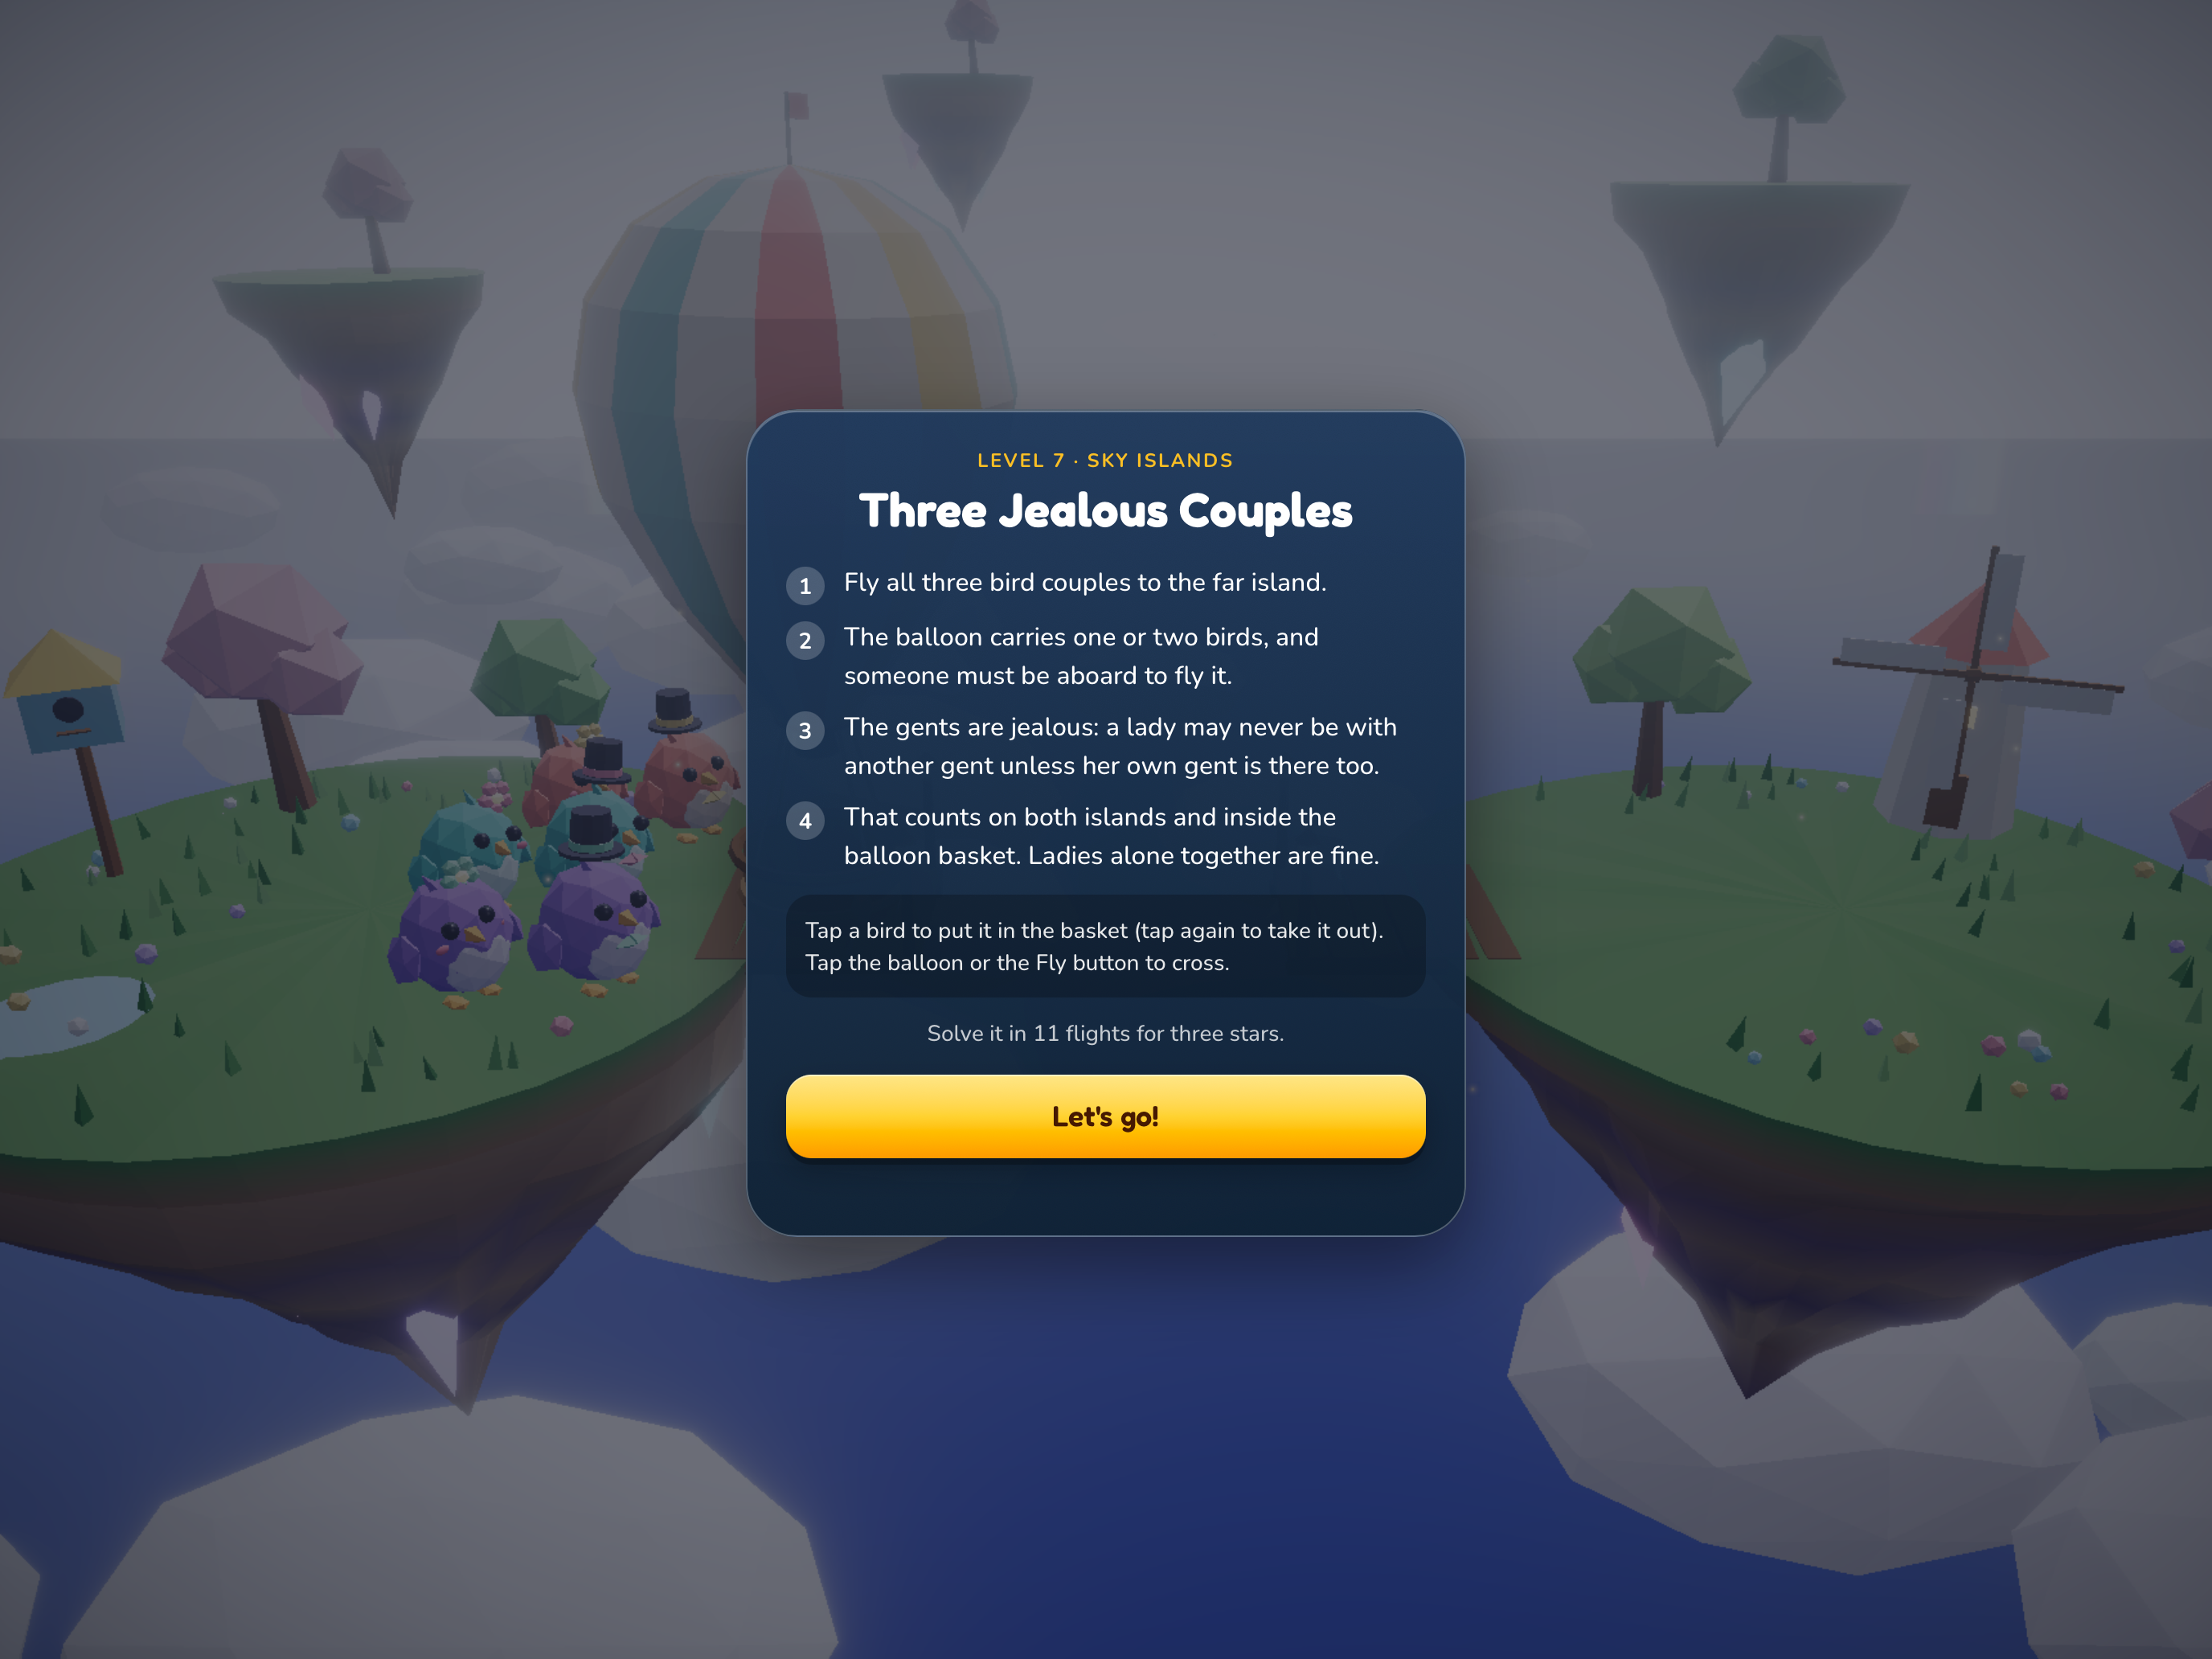 LEVEL 7 · SKY ISLANDS
Three Jealous Couples
1 Fly all three bird couples to the far island.
2 The balloon carries one or two birds, and
someone must be aboard to fly it.
3 The gents are jealous: a lady may never be with
another gent unless her own gent is there too.
4 That counts on both islands and inside the
balloon basket. Ladies alone together are fine.
Tap a bird to put it in the basket (tap again to take it out).
Tap the balloon or the Fly button to cross.
Solve it in 11 flights for three stars.
Let's go!